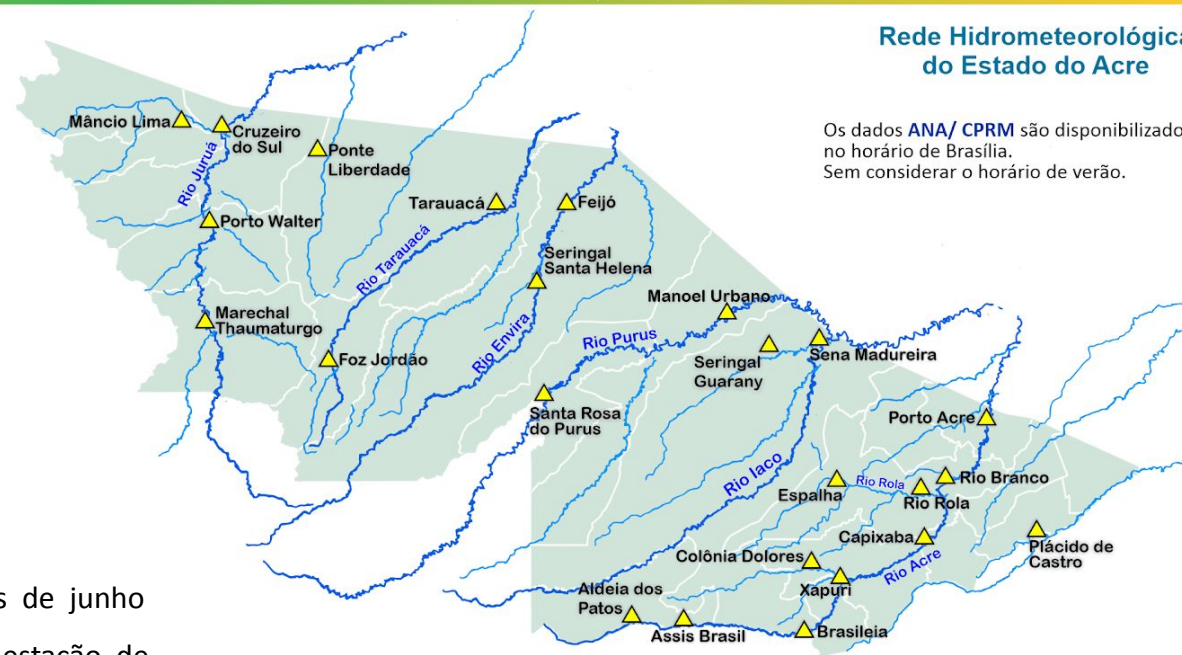 Rede Hidrometeorológica
do Estado do Acre
Os dados ANA/ CPRM são disponibilizado
no horário de Brasília.
Sem considerar o horário de verão.
Mâncio Lima
Cruzeiro
do Sul
Ponte
Liberdade
Rio Juruá
Porto Walter
Tarauacá
Feijó
Rio Tarauacá
Seringal
Santa Helena
Marechal
Thaumaturgo
Foz Jordão
Rio Envira
Manoel Urbano
Rio Purus
Seringal
Guarany
Sena Madureira
Santa Rosa
do Purus
Porto Acre
Rio Iaco
Espalha
Rio Rola
Rio Rola
Rio Branco
Capixaba
Plácido de
Castro
Colônia Dolores
Rio Acre
Xapuri
Aldeia dos
Patos
Assis Brasil
Brasileia
s de junho
estação de